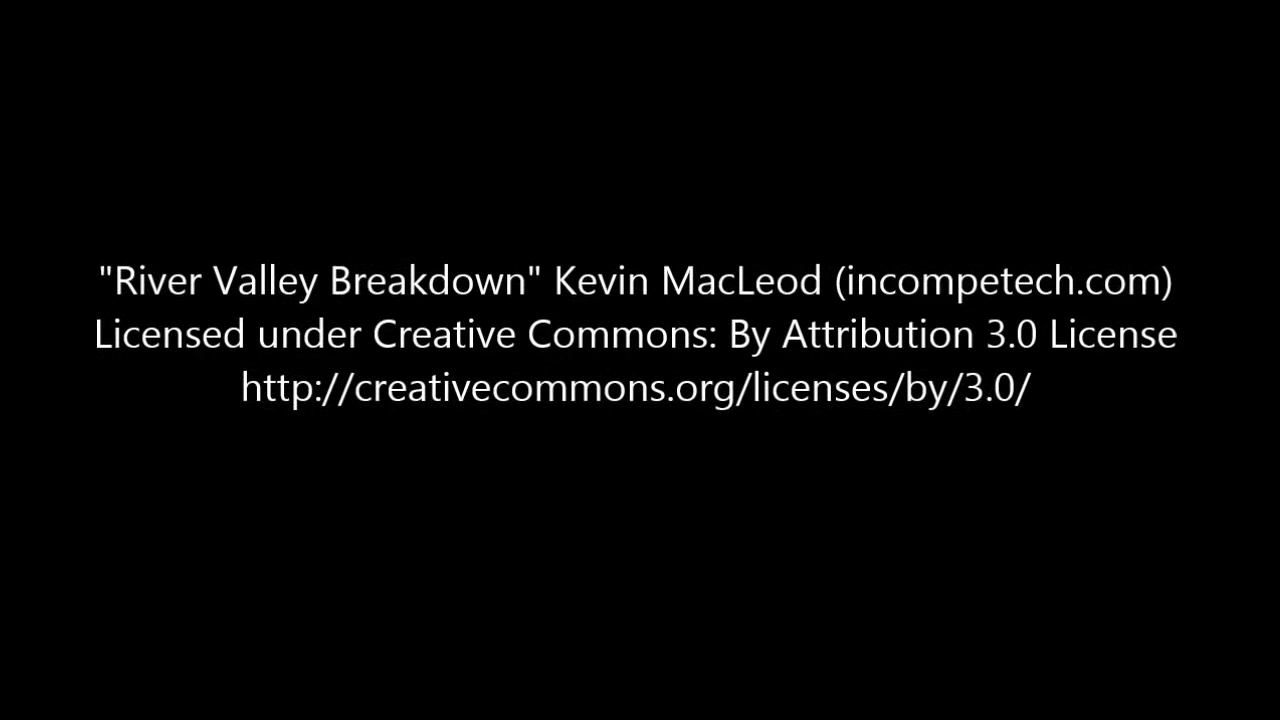 "River Valley Breakdown" Kevin MacLeod (incompetech.com)
Licensed under Creative Commons: By Attribution 3.0 License
http://creativecommons.org/licenses/by/3.0/